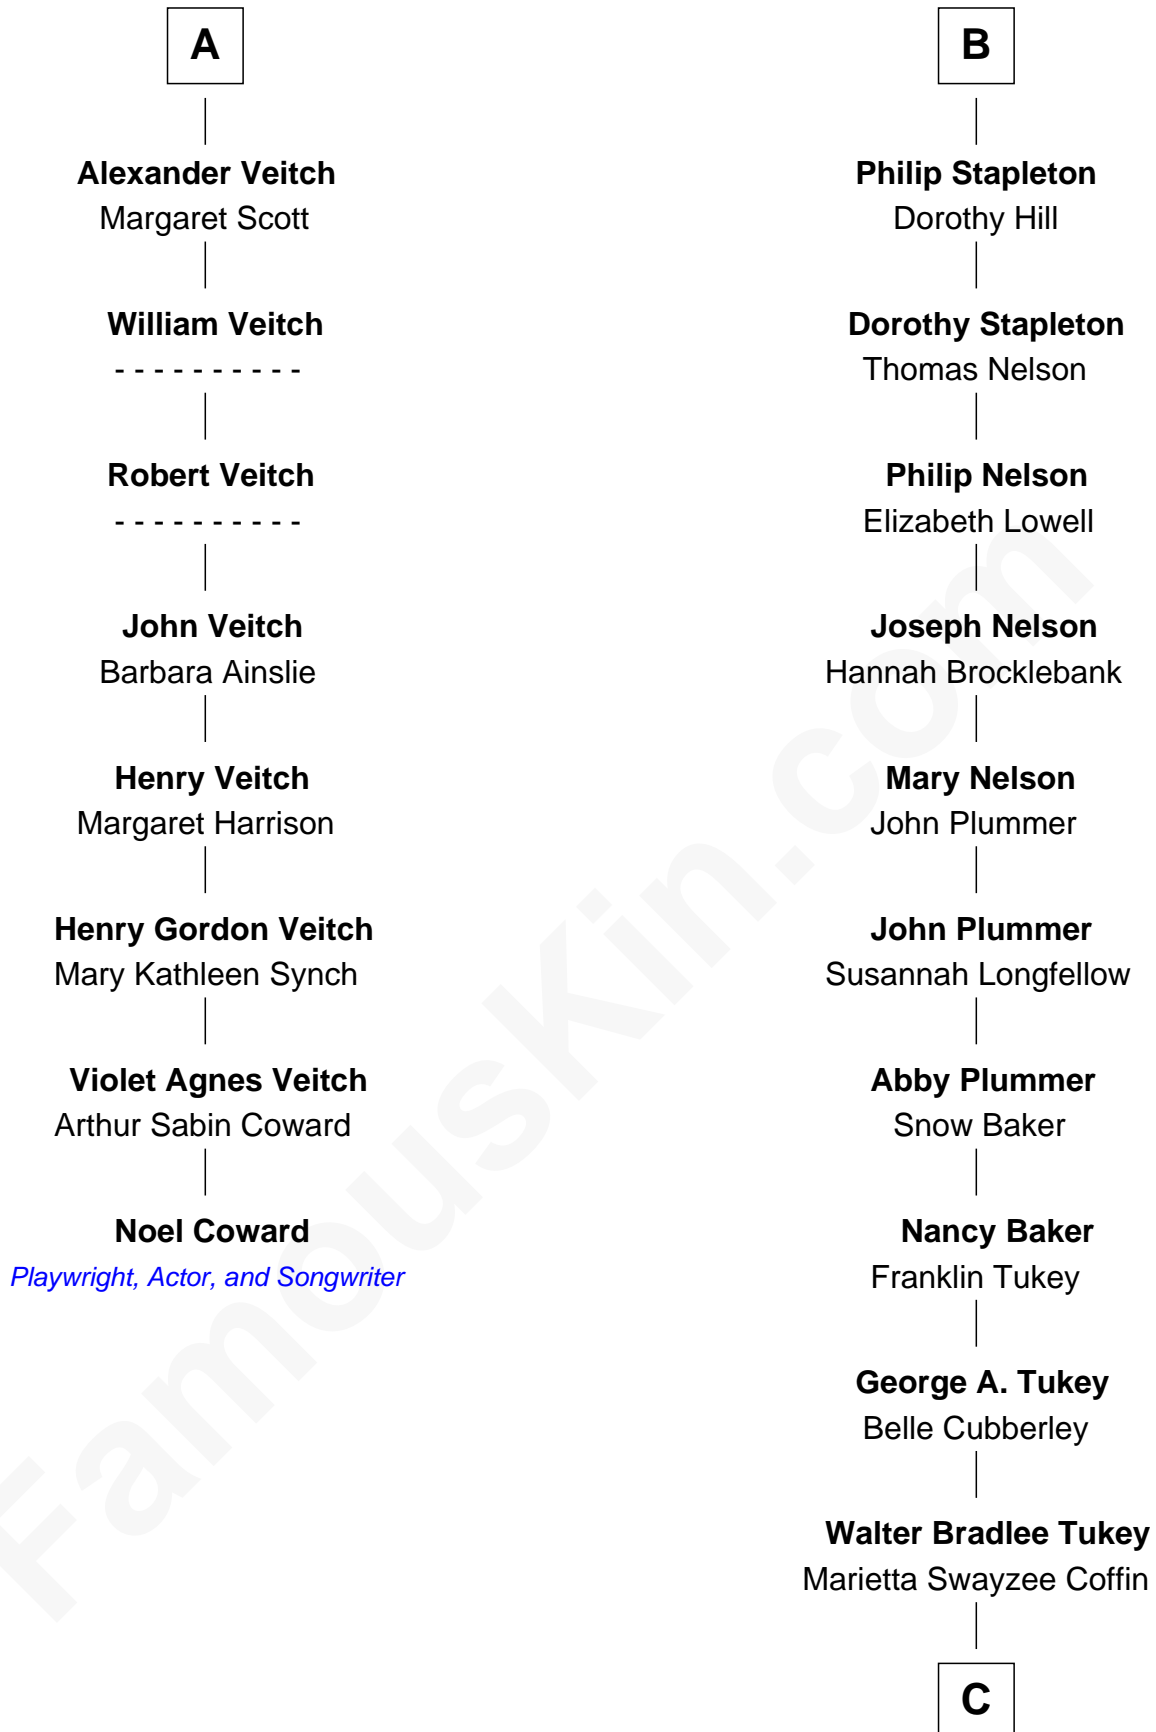 A
Alexander Veitch
Margaret Scott
William Veitch
- - - - - - - - - -
Robert Veitch
- - - - - - - - - -
John Veitch
Barbara Ainslie
Henry Veitch
Margaret Harrison
Henry Gordon Veitch
Mary Kathleen Synch
Violet Agnes Veitch
Arthur Sabin Coward
Noel Coward
Playwright, Actor, and Songwriter
B
Philip Stapleton
Dorothy Hill
Dorothy Stapleton
Thomas Nelson
Philip Nelson
Elizabeth Lowell
Joseph Nelson
Hannah Brocklebank
Mary Nelson
John Plummer
John Plummer
Susannah Longfellow
Abby Plummer
Snow Baker
Nancy Baker
Franklin Tukey
George A. Tukey
Belle Cubberley
Walter Bradlee Tukey
Marietta Swayzee Coffin
C
FamousKin.com